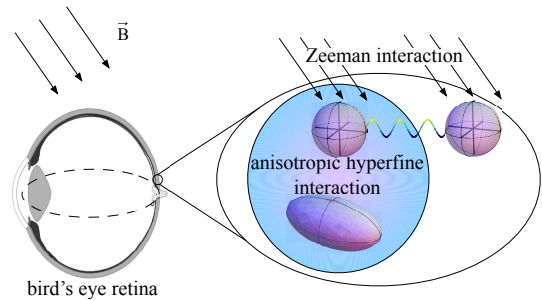 B⃗
Zeeman interaction
anisotropic hyperfine
interaction
bird's eye retina